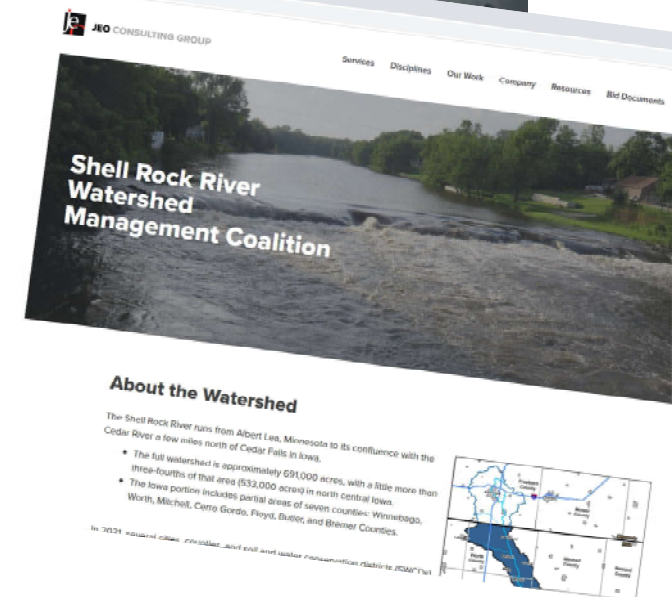 je
JEO CONSULTING GROUP
Services Disciplines Our Work Company Resources Bid Documents
Shell Rock River
Watershed
Management Coalition
About the Watershed
The Shell Rock River runs from Albert Lea, Minnesota to its confluence with the
Cedar River a few miles north of Cedar Falls in Iowa.
• The full watershed is approximately 691,000 acres, with a little more than
three-fourths of that area (533,000 acres) in north central Iowa.
• The Iowa portion includes partial areas of seven counties: Winnebago,
Worth, Mitchell, Cerro Gordo, Floyd, Butler, and Bremer Counties.
In 2021, several cities, counties, and soil and water conservation districts (SWCDs)
Freeborn
County